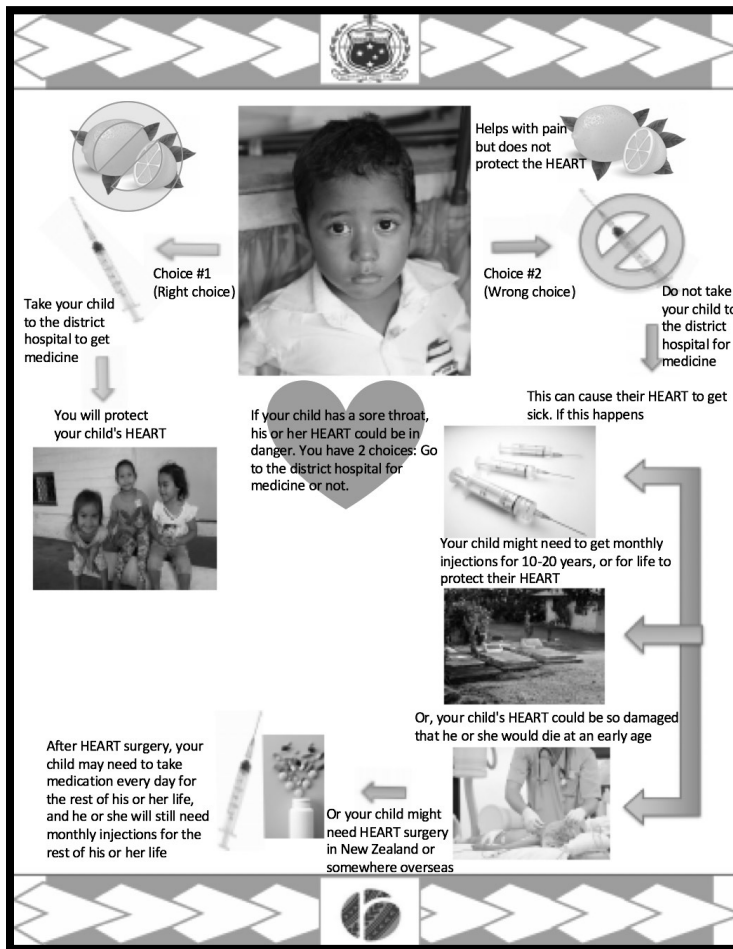 Helps with pain
but does not
protect the HEART
Choice #1
(Right choice)
Choice #2
(Wrong choice)
Take your child
to the district
hospital to get
medicine
Do not take
your child to
the district
hospital for
medicine
You will protect
your child's HEART
If your child has a sore throat,
his or her HEART could be in
danger. You have 2 choices: Go
to the district hospital for
medicine or not.
This can cause their HEART to get
sick. If this happens
Your child might need to get monthly
injections for 10-20 years, or for life to
protect their HEART
Or, your child's HEART could be so damaged
that he or she would die at an early age
Or your child might
need HEART surgery
in New Zealand or
somewhere overseas
After HEART surgery, your
child may need to take
medication every day for
the rest of his or her life,
and he or she will still need
monthly injections for the
rest of his or her life